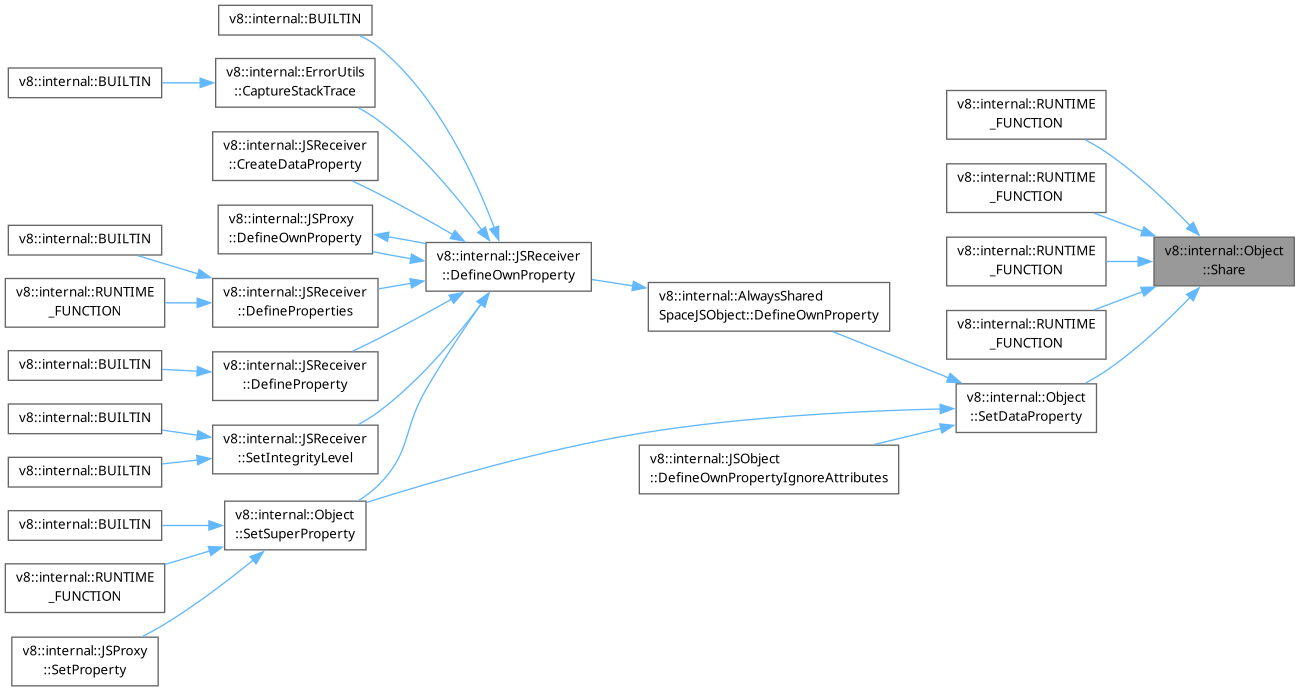 v8::internal::BUILTIN
v8::internal::BUILTIN
v8::internal::ErrorUtils
::CaptureStackTrace
v8::internal::JSReceiver
::CreateDataProperty
v8::internal::JSProxy
::DefineOwnProperty
v8::internal::BUILTIN
v8::internal::RUNTIME
_FUNCTION
v8::internal::JSReceiver
::DefineProperties
v8::internal::BUILTIN
v8::internal::JSReceiver
::DefineProperty
v8::internal::BUILTIN
v8::internal::BUILTIN
v8::internal::JSReceiver
::SetIntegrityLevel
v8::internal::BUILTIN
v8::internal::RUNTIME
_FUNCTION
v8::internal::JSProxy
::SetProperty
v8::internal::Object
::SetSuperProperty
v8::internal::JSReceiver
::DefineOwnProperty
v8::internal::AlwaysShared
SpaceJSObject::DefineOwnProperty
v8::internal::JSObject
::DefineOwnPropertyIgnoreAttributes
v8::internal::RUNTIME
_FUNCTION
v8::internal::RUNTIME
_FUNCTION
v8::internal::RUNTIME
_FUNCTION
v8::internal::RUNTIME
_FUNCTION
v8::internal::Object
::SetDataProperty
v8::internal::Object
::Share